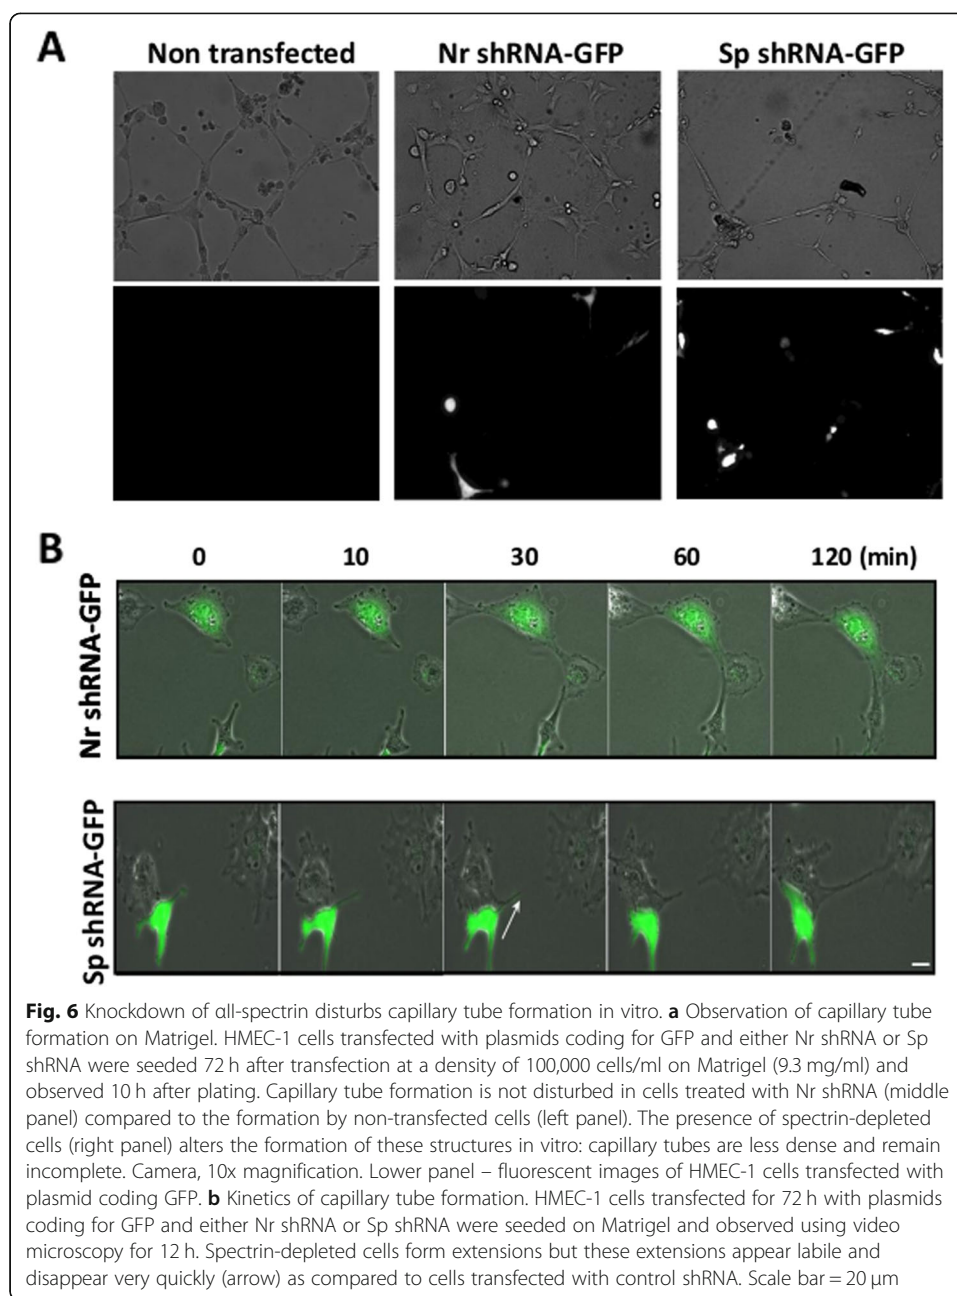 A
Non transfected
Nr shRNA-GFP
Sp shRNA-GFP
B
0 10 30 60 120 (min)
Nr shRNA-GFP
Sp shRNA-GFP
Fig. 6 Knockdown of αII-spectrin disturbs capillary tube formation in vitro. a Observation of capillary tube
formation on Matrigel. HMEC-1 cells transfected with plasmids coding for GFP and either Nr shRNA or Sp
shRNA were seeded 72 h after transfection at a density of 100,000 cells/ml on Matrigel (9.3 mg/ml) and
observed 10 h after plating. Capillary tube formation is not disturbed in cells treated with Nr shRNA (middle
panel) compared to the formation by non-transfected cells (left panel). The presence of spectrin-depleted
cells (right panel) alters the formation of these structures in vitro: capillary tubes are less dense and remain
incomplete. Camera, 10x magnification. Lower panel – fluorescent images of HMEC-1 cells transfected with
plasmid coding GFP. b Kinetics of capillary tube formation. HMEC-1 cells transfected for 72 h with plasmids
coding for GFP and either Nr shRNA or Sp shRNA were seeded on Matrigel and observed using video
microscopy for 12 h. Spectrin-depleted cells form extensions but these extensions appear labile and
disappear very quickly (arrow) as compared to cells transfected with control shRNA. Scale bar = 20 μm